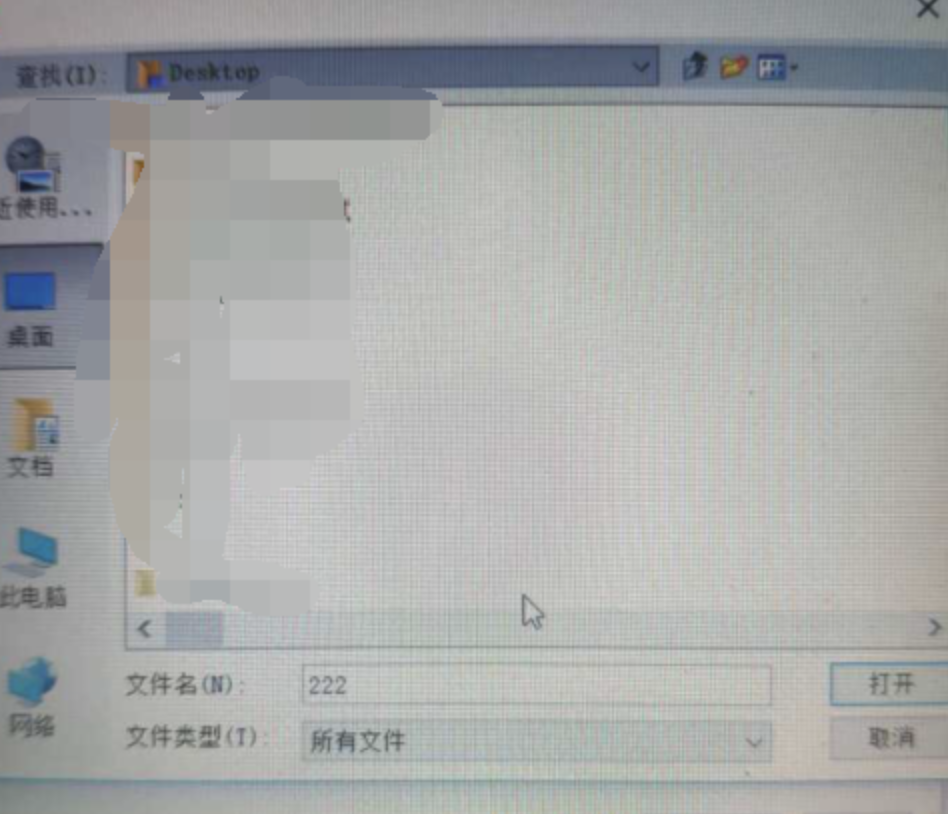 查找(I):
Desktop
近使用...
桌面
文档
此电脑
网络
文件名(N):
222
打开
文件类型(T):
所有文件
取消